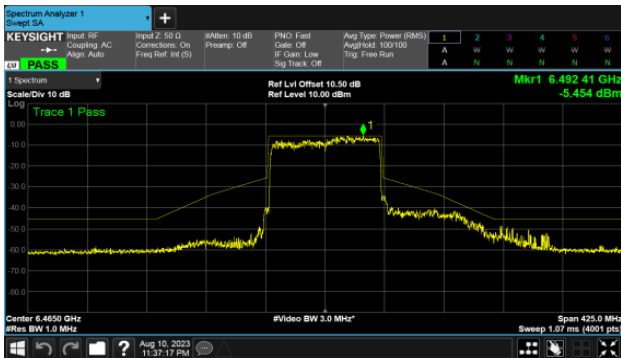 Spectrum Analyzer 1
Swept SA
+
KEYSIGHT Input: RF Input Z: 50 Ω #Atten: 10 dB PNO: Fast Avg Type: Power (RMS) 1 2 3 4 5 6
Coupling: AC Corrections: On Preamp: Off Gate: Off Avg|Hold: 100/100 A W W W W W
Align: Auto Freq Ref: Int (S) IF Gain: Low Trig: Free Run
LXI PASS Sig Track: Off A N N N N N
1 Spectrum Ref Lvl Offset 10.50 dB Mkr1 6.492 41 GHz
Scale/Div 10 dB Ref Level 10.00 dBm -5.454 dBm
Log Trace 1 Pass
0.00
1
-10.0
-20.0
-30.0
-40.0
-50.0
-60.0
-70.0
-80.0
Center 6.4650 GHz #Video BW 3.0 MHz* Span 425.0 MHz
#Res BW 1.0 MHz Sweep 1.07 ms (4001 pts)
? Aug 10, 2023
11:37:17 PM